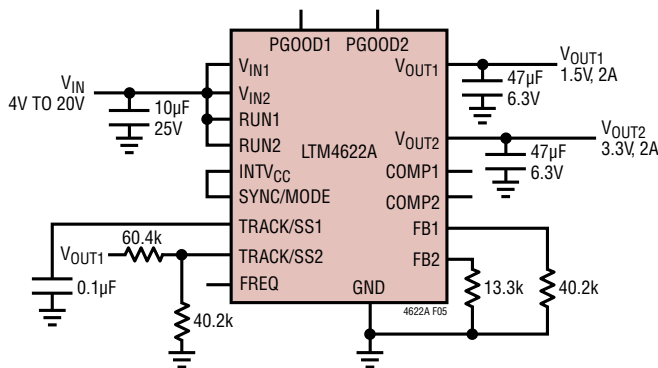 PGOOD1 PGOOD2
VIN
4V TO 20V
10µF
25V
VIN1
VIN2
RUN1
RUN2
INTVCC
SYNC/MODE
TRACK/SS1
TRACK/SS2
FREQ
LTM4622A
GND
VOUT1
VOUT2
COMP1
COMP2
FB1
FB2
47µF
6.3V
VOUT1
1.5V, 2A
47µF
6.3V
VOUT2
3.3V, 2A
VOUT1
60.4k
0.1µF
40.2k
13.3k
40.2k
4622A F05